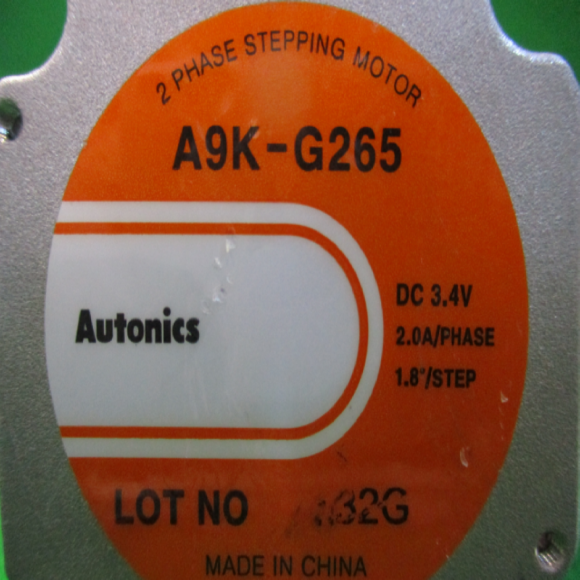 2 PHASE STEPPING MOTOR
A9K-G265
DC 3.4V
Autonics
2.0A/PHASE
1.8°/STEP
LOT NO
MADE IN CHINA